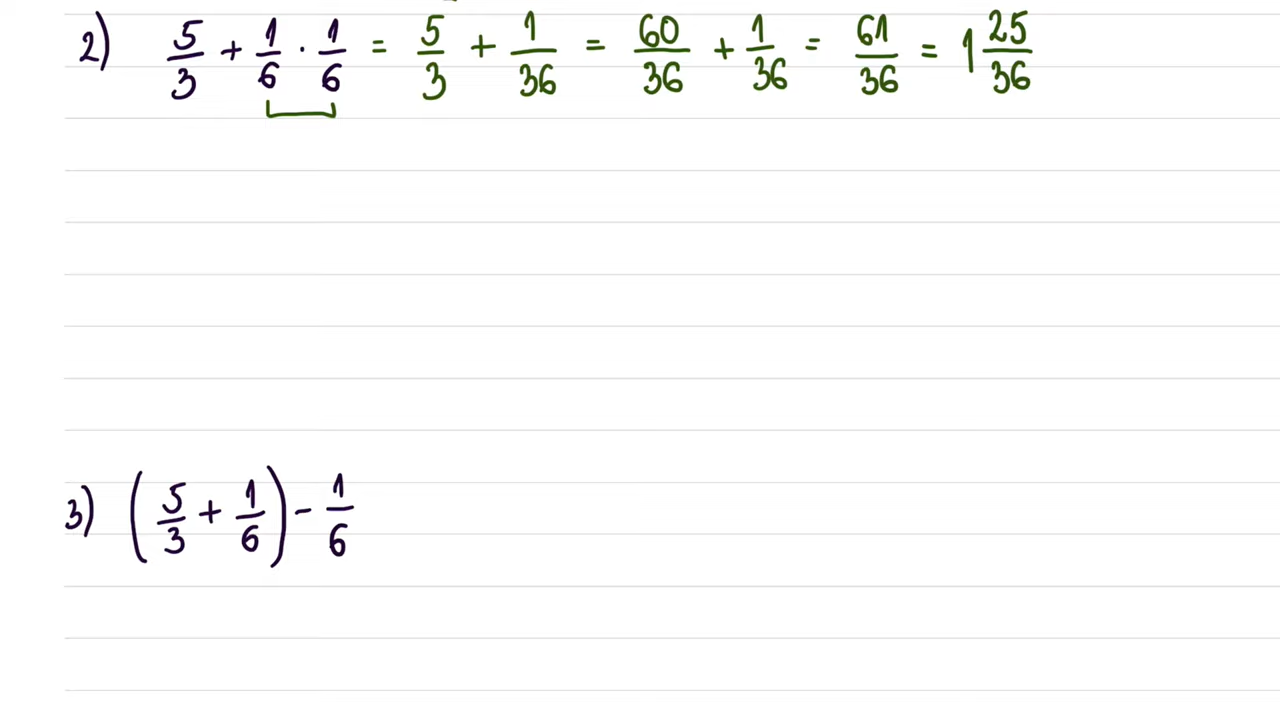 2) 5/3 + 1/6 · 1/6 = 5/3 + 1/36 = 60/36 + 1/36 = 61/36 = 1 25/36
3) (5/3 + 1/6) - 1/6